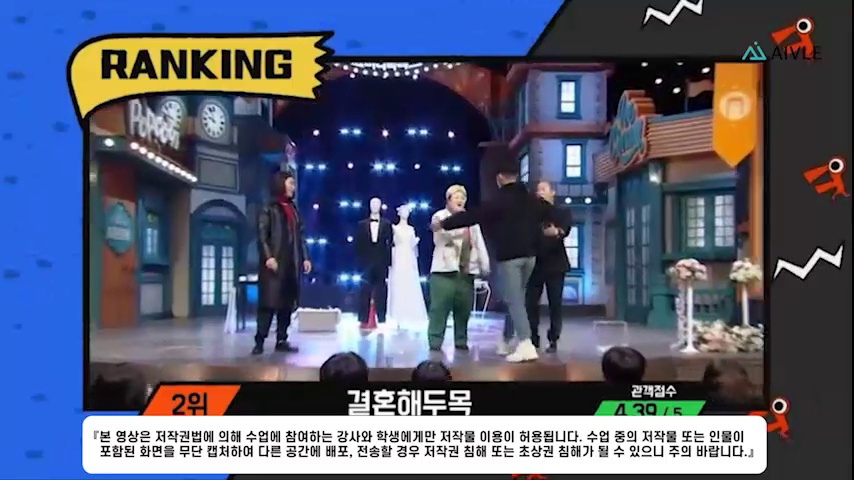 AIVLE
RANKING
POPCORN
2위
결혼해두목
관객점수
4.39 / 5
『본 영상은 저작권법에 의해 수업에 참여하는 강사와 학생에게만 저작물 이용이 허용됩니다. 수업 중의 저작물 또는 인물이
포함된 화면을 무단 캡처하여 다른 공간에 배포, 전송할 경우 저작권 침해 또는 초상권 침해가 될 수 있으니 주의 바랍니다.』